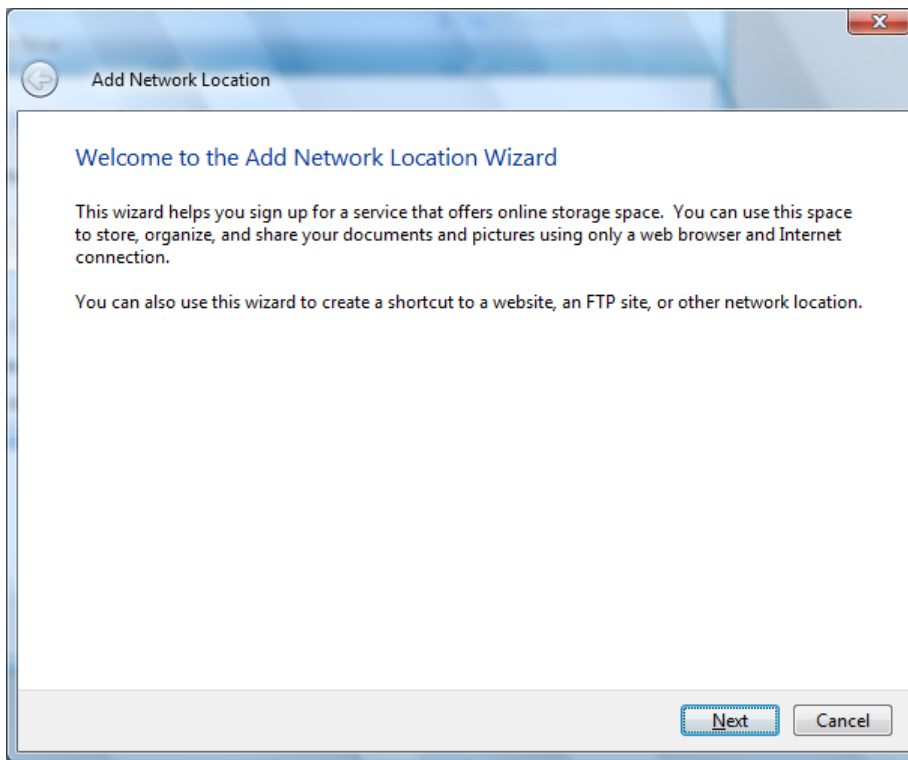 Add Network Location
Welcome to the Add Network Location Wizard
This wizard helps you sign up for a service that offers online storage space.  You can use this space
to store, organize, and share your documents and pictures using only a web browser and Internet
connection.
You can also use this wizard to create a shortcut to a website, an FTP site, or other network location.
Next
Cancel